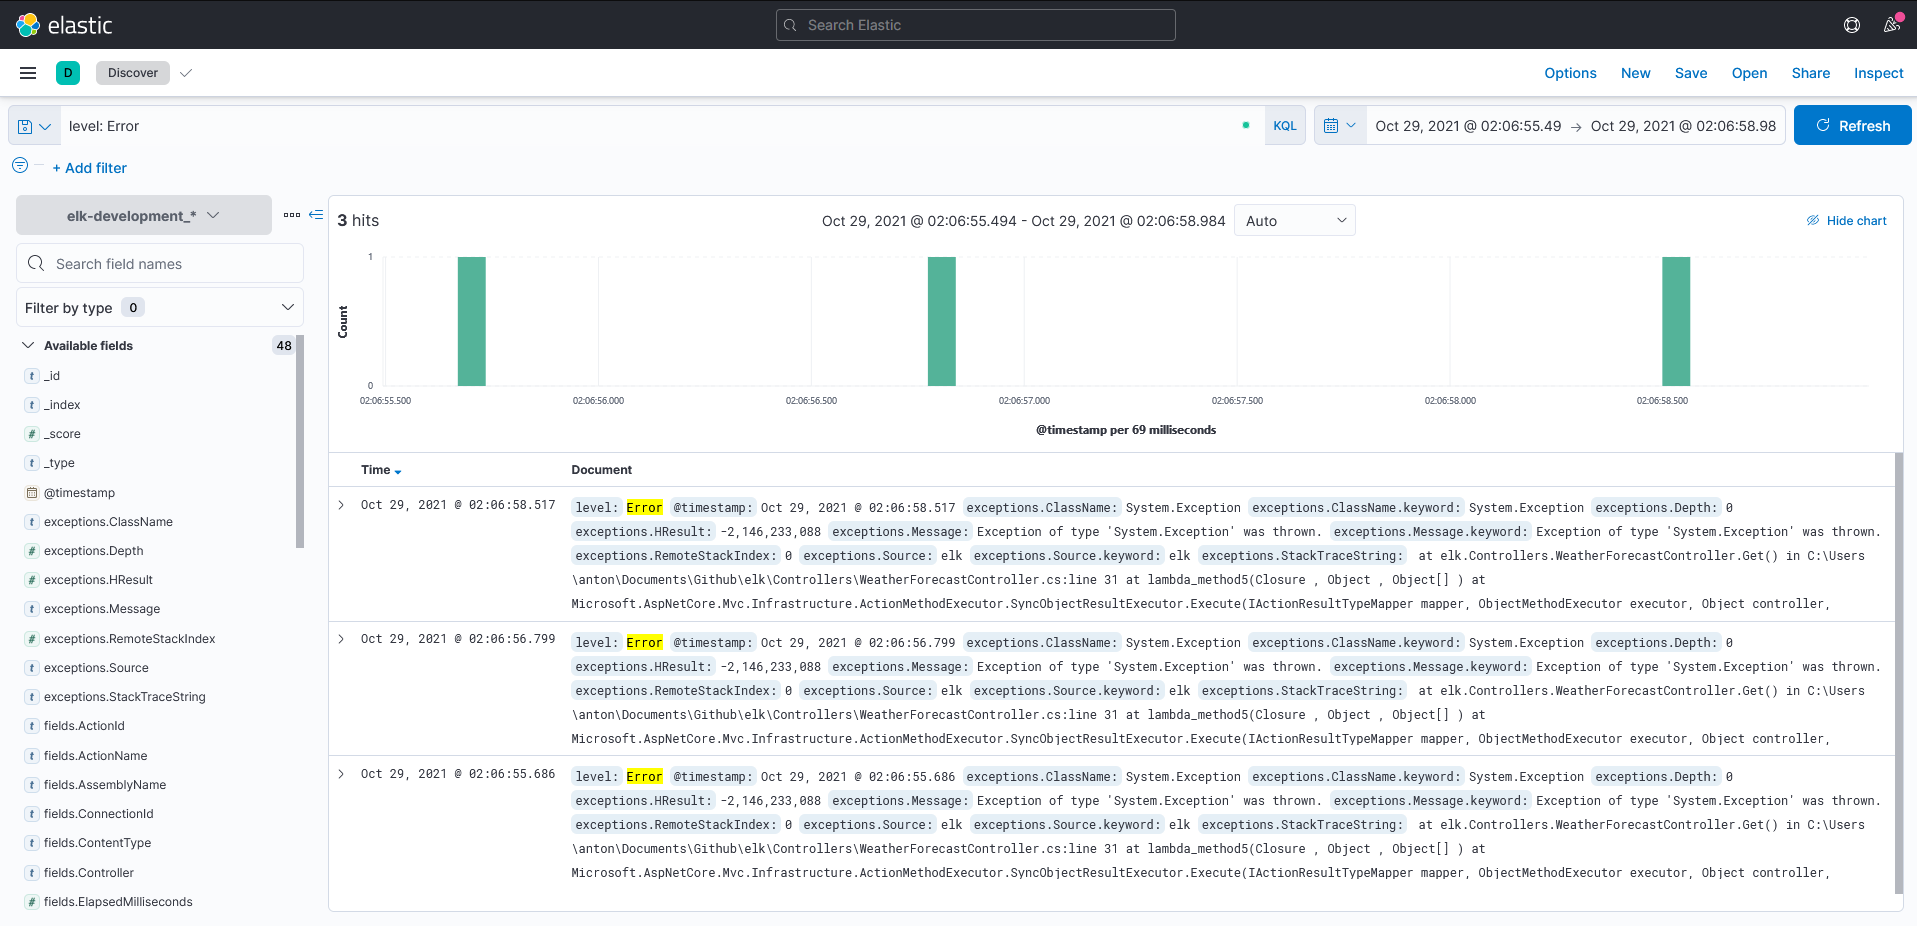 elastic
Search Elastic
D
Discover
Options New Save Open Share Inspect
level: Error
KQL
Oct 29, 2021 @ 02:06:55.49 → Oct 29, 2021 @ 02:06:58.98
Refresh
+ Add filter
elk-development_*
Search field names
Filter by type 0
Available fields 48
t _id
t _index
# _score
t _type
@timestamp
t exceptions.ClassName
# exceptions.Depth
# exceptions.HResult
t exceptions.Message
# exceptions.RemoteStackIndex
t exceptions.Source
t exceptions.StackTraceString
t fields.ActionId
t fields.ActionName
t fields.AssemblyName
t fields.ConnectionId
t fields.ContentType
t fields.Controller
# fields.ElapsedMilliseconds
3 hits
Oct 29, 2021 @ 02:06:55.494 - Oct 29, 2021 @ 02:06:58.984
Auto
Hide chart
1
Count
0
02:06:55.500 02:06:56.000 02:06:56.500 02:06:57.000 02:06:57.500 02:06:58.000 02:06:58.500
@timestamp per 69 milliseconds
Time Document
Oct 29, 2021 @ 02:06:58.517 level: Error @timestamp: Oct 29, 2021 @ 02:06:58.517 exceptions.ClassName: System.Exception exceptions.ClassName.keyword: System.Exception exceptions.Depth: 0
exceptions.HResult: -2,146,233,088 exceptions.Message: Exception of type 'System.Exception' was thrown. exceptions.Message.keyword: Exception of type 'System.Exception' was thrown.
exceptions.RemoteStackIndex: 0 exceptions.Source: elk exceptions.Source.keyword: elk exceptions.StackTraceString: at elk.Controllers.WeatherForecastController.Get() in C:\Users
\anton\Documents\Github\elk\Controllers\WeatherForecastController.cs:line 31 at lambda_method5(Closure , Object , Object[] ) at
Microsoft.AspNetCore.Mvc.Infrastructure.ActionMethodExecutor.SyncObjectResultExecutor.Execute(IActionResultTypeMapper mapper, ObjectMethodExecutor executor, Object controller,
Oct 29, 2021 @ 02:06:56.799 level: Error @timestamp: Oct 29, 2021 @ 02:06:56.799 exceptions.ClassName: System.Exception exceptions.ClassName.keyword: System.Exception exceptions.Depth: 0
exceptions.HResult: -2,146,233,088 exceptions.Message: Exception of type 'System.Exception' was thrown. exceptions.Message.keyword: Exception of type 'System.Exception' was thrown.
exceptions.RemoteStackIndex: 0 exceptions.Source: elk exceptions.Source.keyword: elk exceptions.StackTraceString: at elk.Controllers.WeatherForecastController.Get() in C:\Users
\anton\Documents\Github\elk\Controllers\WeatherForecastController.cs:line 31 at lambda_method5(Closure , Object , Object[] ) at
Microsoft.AspNetCore.Mvc.Infrastructure.ActionMethodExecutor.SyncObjectResultExecutor.Execute(IActionResultTypeMapper mapper, ObjectMethodExecutor executor, Object controller,
Oct 29, 2021 @ 02:06:55.686 level: Error @timestamp: Oct 29, 2021 @ 02:06:55.686 exceptions.ClassName: System.Exception exceptions.ClassName.keyword: System.Exception exceptions.Depth: 0
exceptions.HResult: -2,146,233,088 exceptions.Message: Exception of type 'System.Exception' was thrown. exceptions.Message.keyword: Exception of type 'System.Exception' was thrown.
exceptions.RemoteStackIndex: 0 exceptions.Source: elk exceptions.Source.keyword: elk exceptions.StackTraceString: at elk.Controllers.WeatherForecastController.Get() in C:\Users
\anton\Documents\Github\elk\Controllers\WeatherForecastController.cs:line 31 at lambda_method5(Closure , Object , Object[] ) at
Microsoft.AspNetCore.Mvc.Infrastructure.ActionMethodExecutor.SyncObjectResultExecutor.Execute(IActionResultTypeMapper mapper, ObjectMethodExecutor executor, Object controller,